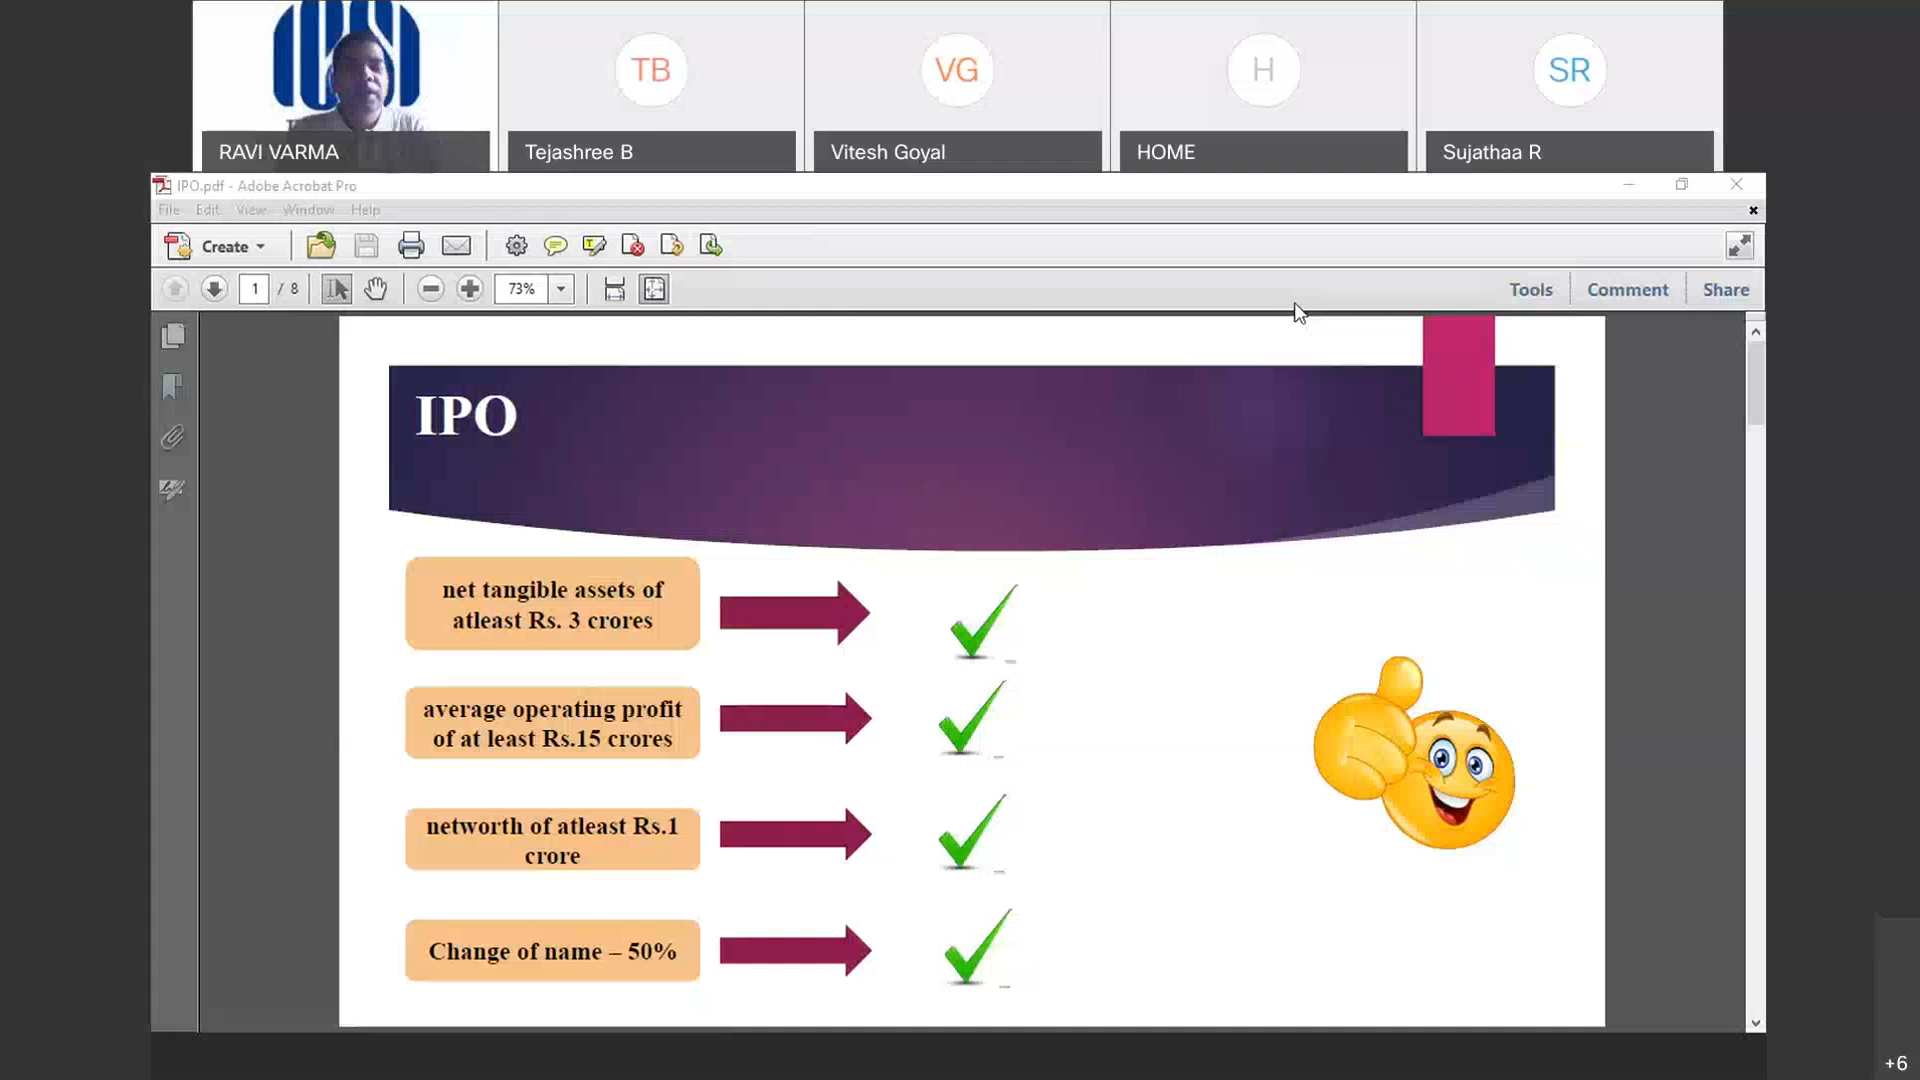 TB
VG
H
SR
RAVI VARMA
Tejashree B
Vitesh Goyal
HOME
Sujathaa R
IPO.pdf - Adobe Acrobat Pro
File Edit View Window Help
Create
1 / 8
73%
Tools
Comment
Share
IPO
net tangible assets of
atleast Rs. 3 crores
average operating profit
of at least Rs.15 crores
networth of atleast Rs.1
crore
Change of name – 50%
+6